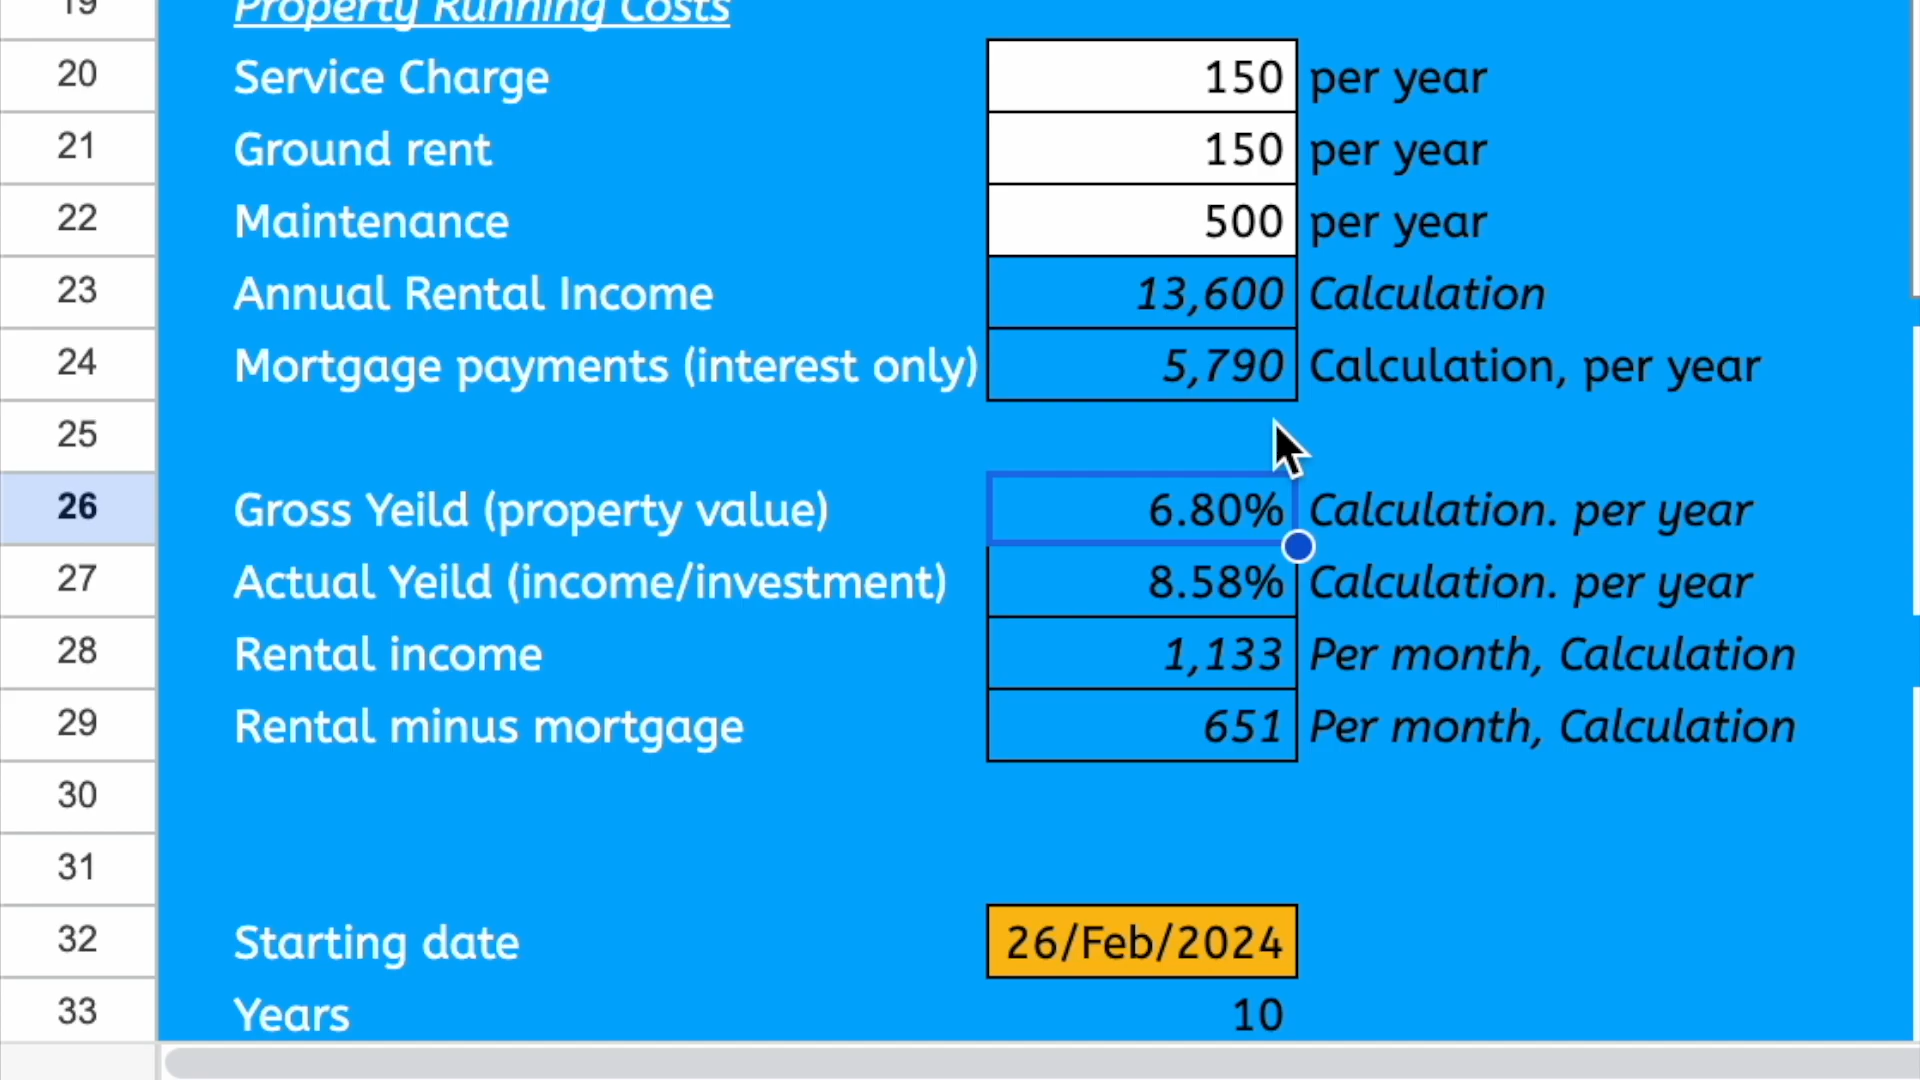 19 Property Running Costs
20 Service Charge 150 per year
21 Ground rent 150 per year
22 Maintenance 500 per year
23 Annual Rental Income 13,600 Calculation
24 Mortgage payments (interest only) 5,790 Calculation, per year
25
26 Gross Yeild (property value) 6.80% Calculation. per year
27 Actual Yeild (income/investment) 8.58% Calculation. per year
28 Rental income 1,133 Per month, Calculation
29 Rental minus mortgage 651 Per month, Calculation
30
31
32 Starting date 26/Feb/2024
33 Years 10